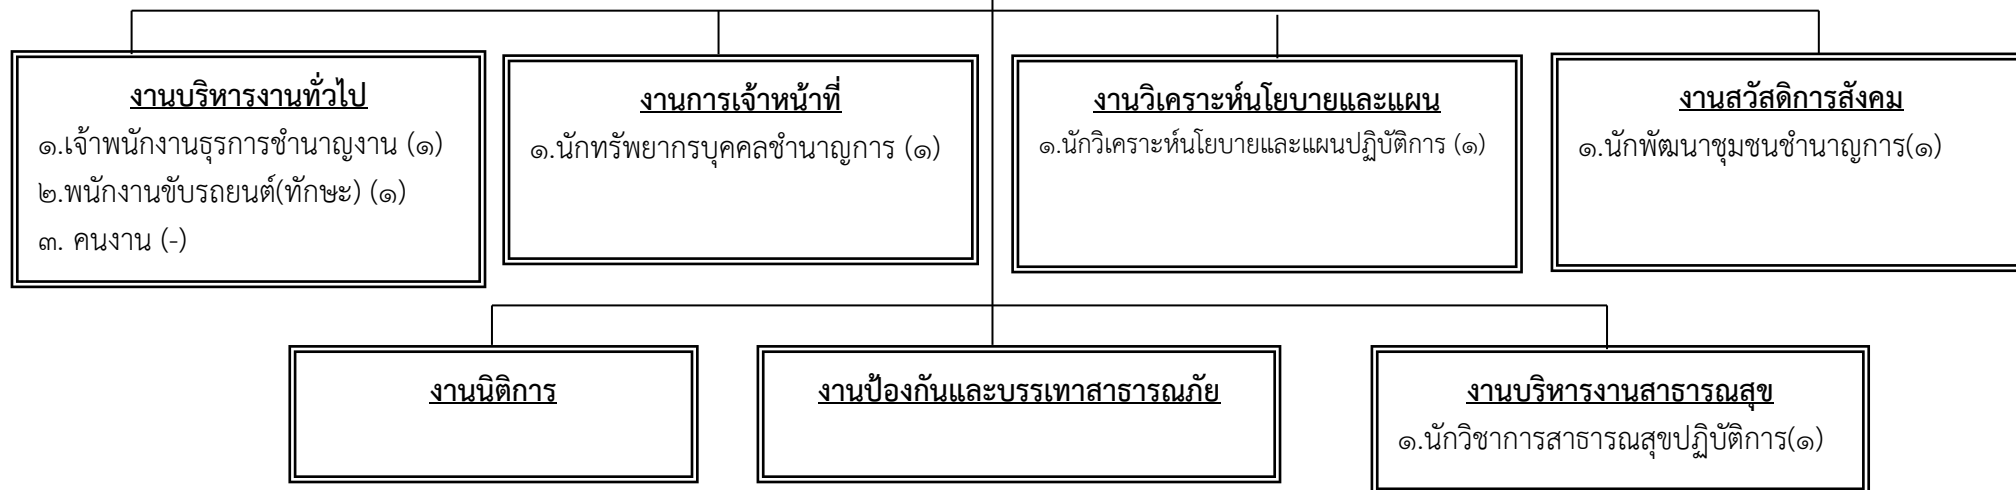 งานบริหารงานทั่วไป
๑.เจ้าพนักงานธุรการชำนาญงาน (๑)
๒.พนักงานขับรถยนต์(ทักษะ) (๑)
๓. คนงาน (-)
งานการเจ้าหน้าที่
๑.นักทรัพยากรบุคคลชำนาญการ (๑)
งานวิเคราะห์นโยบายและแผน
๑.นักวิเคราะห์นโยบายและแผนปฏิบัติการ (๑)
งานสวัสดิการสังคม
๑.นักพัฒนาชุมชนชำนาญการ(๑)
งานนิติการ
งานป้องกันและบรรเทาสาธารณภัย
งานบริหารงานสาธารณสุข
๑.นักวิชาการสาธารณสุขปฏิบัติการ(๑)